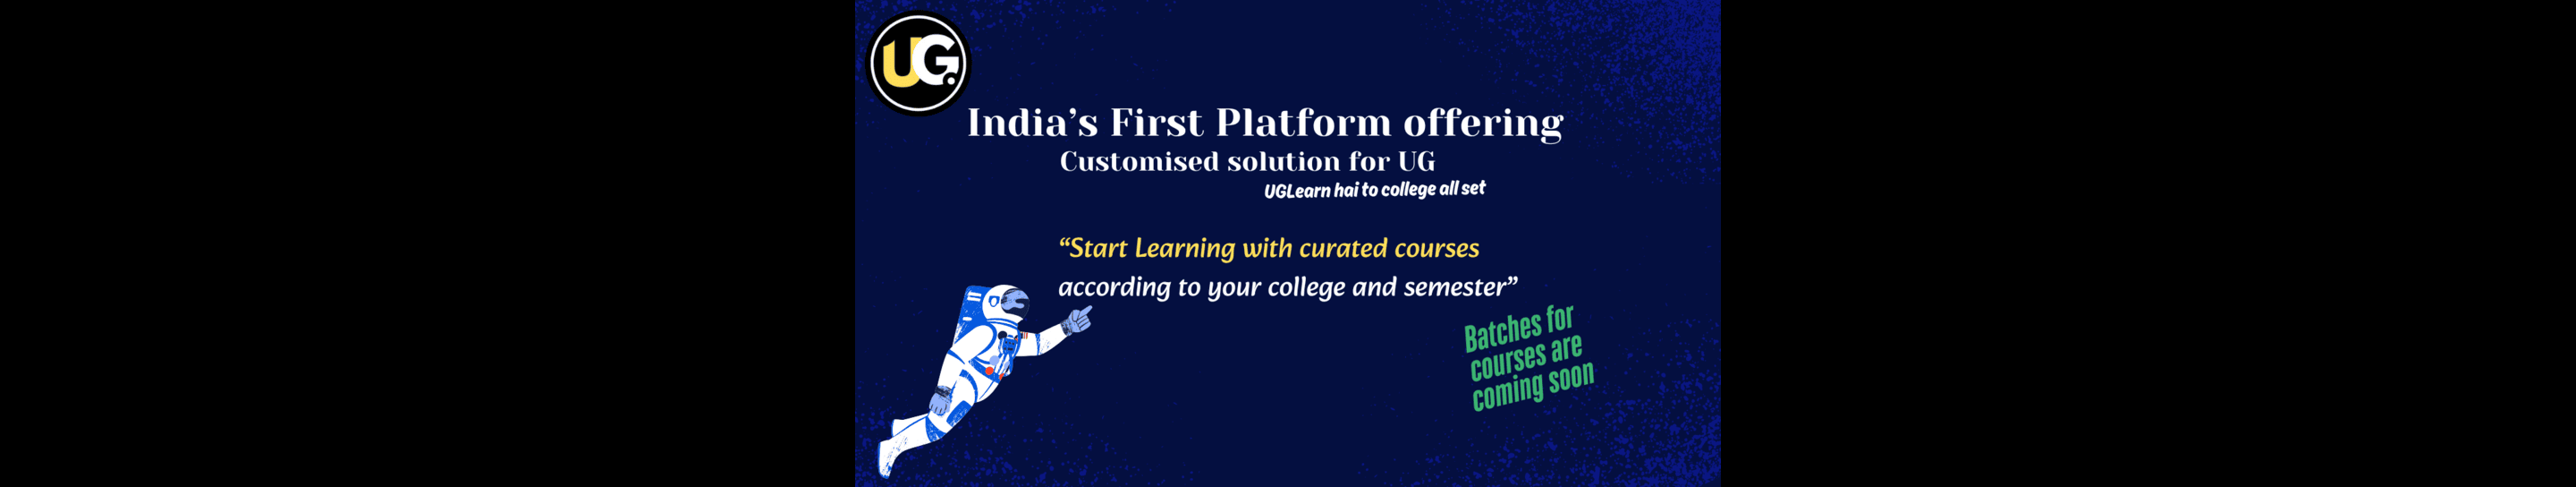 UG.
India's First Platform offering
Customised solution for UG
UGLearn hai to college all set
“Start Learning with curated courses
according to your college and semester”
Batches for
courses are
coming soon